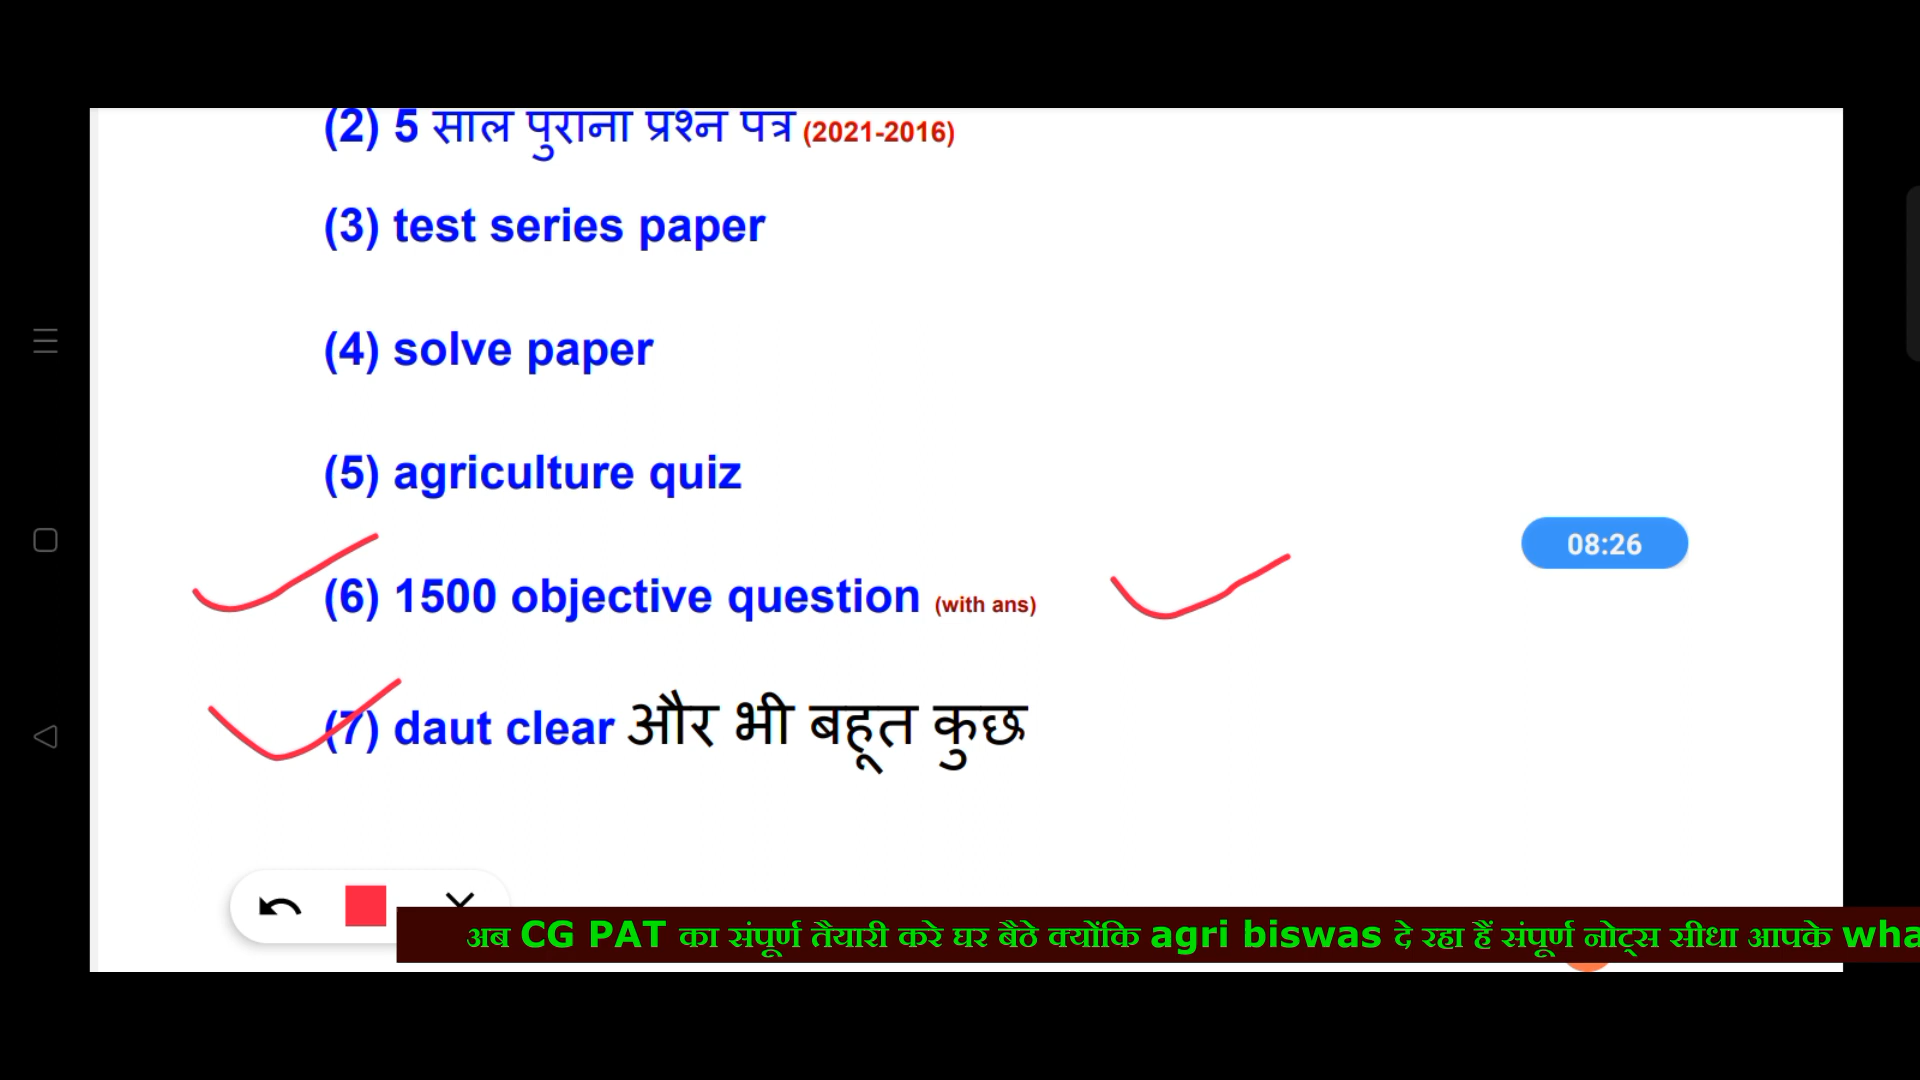 (2) 5 साल पुराना प्रश्न पत्र (2021-2016)
(3) test series paper
(4) solve paper
(5) agriculture quiz
08:26
(6) 1500 objective question (with ans)
(7) daut clear और भी बहूत कुछ
अब CG PAT का संपूर्ण तैयारी करे घर बैठे क्योंकि agri biswas दे रहा हैं संपूर्ण नोट्स सीधा आपके